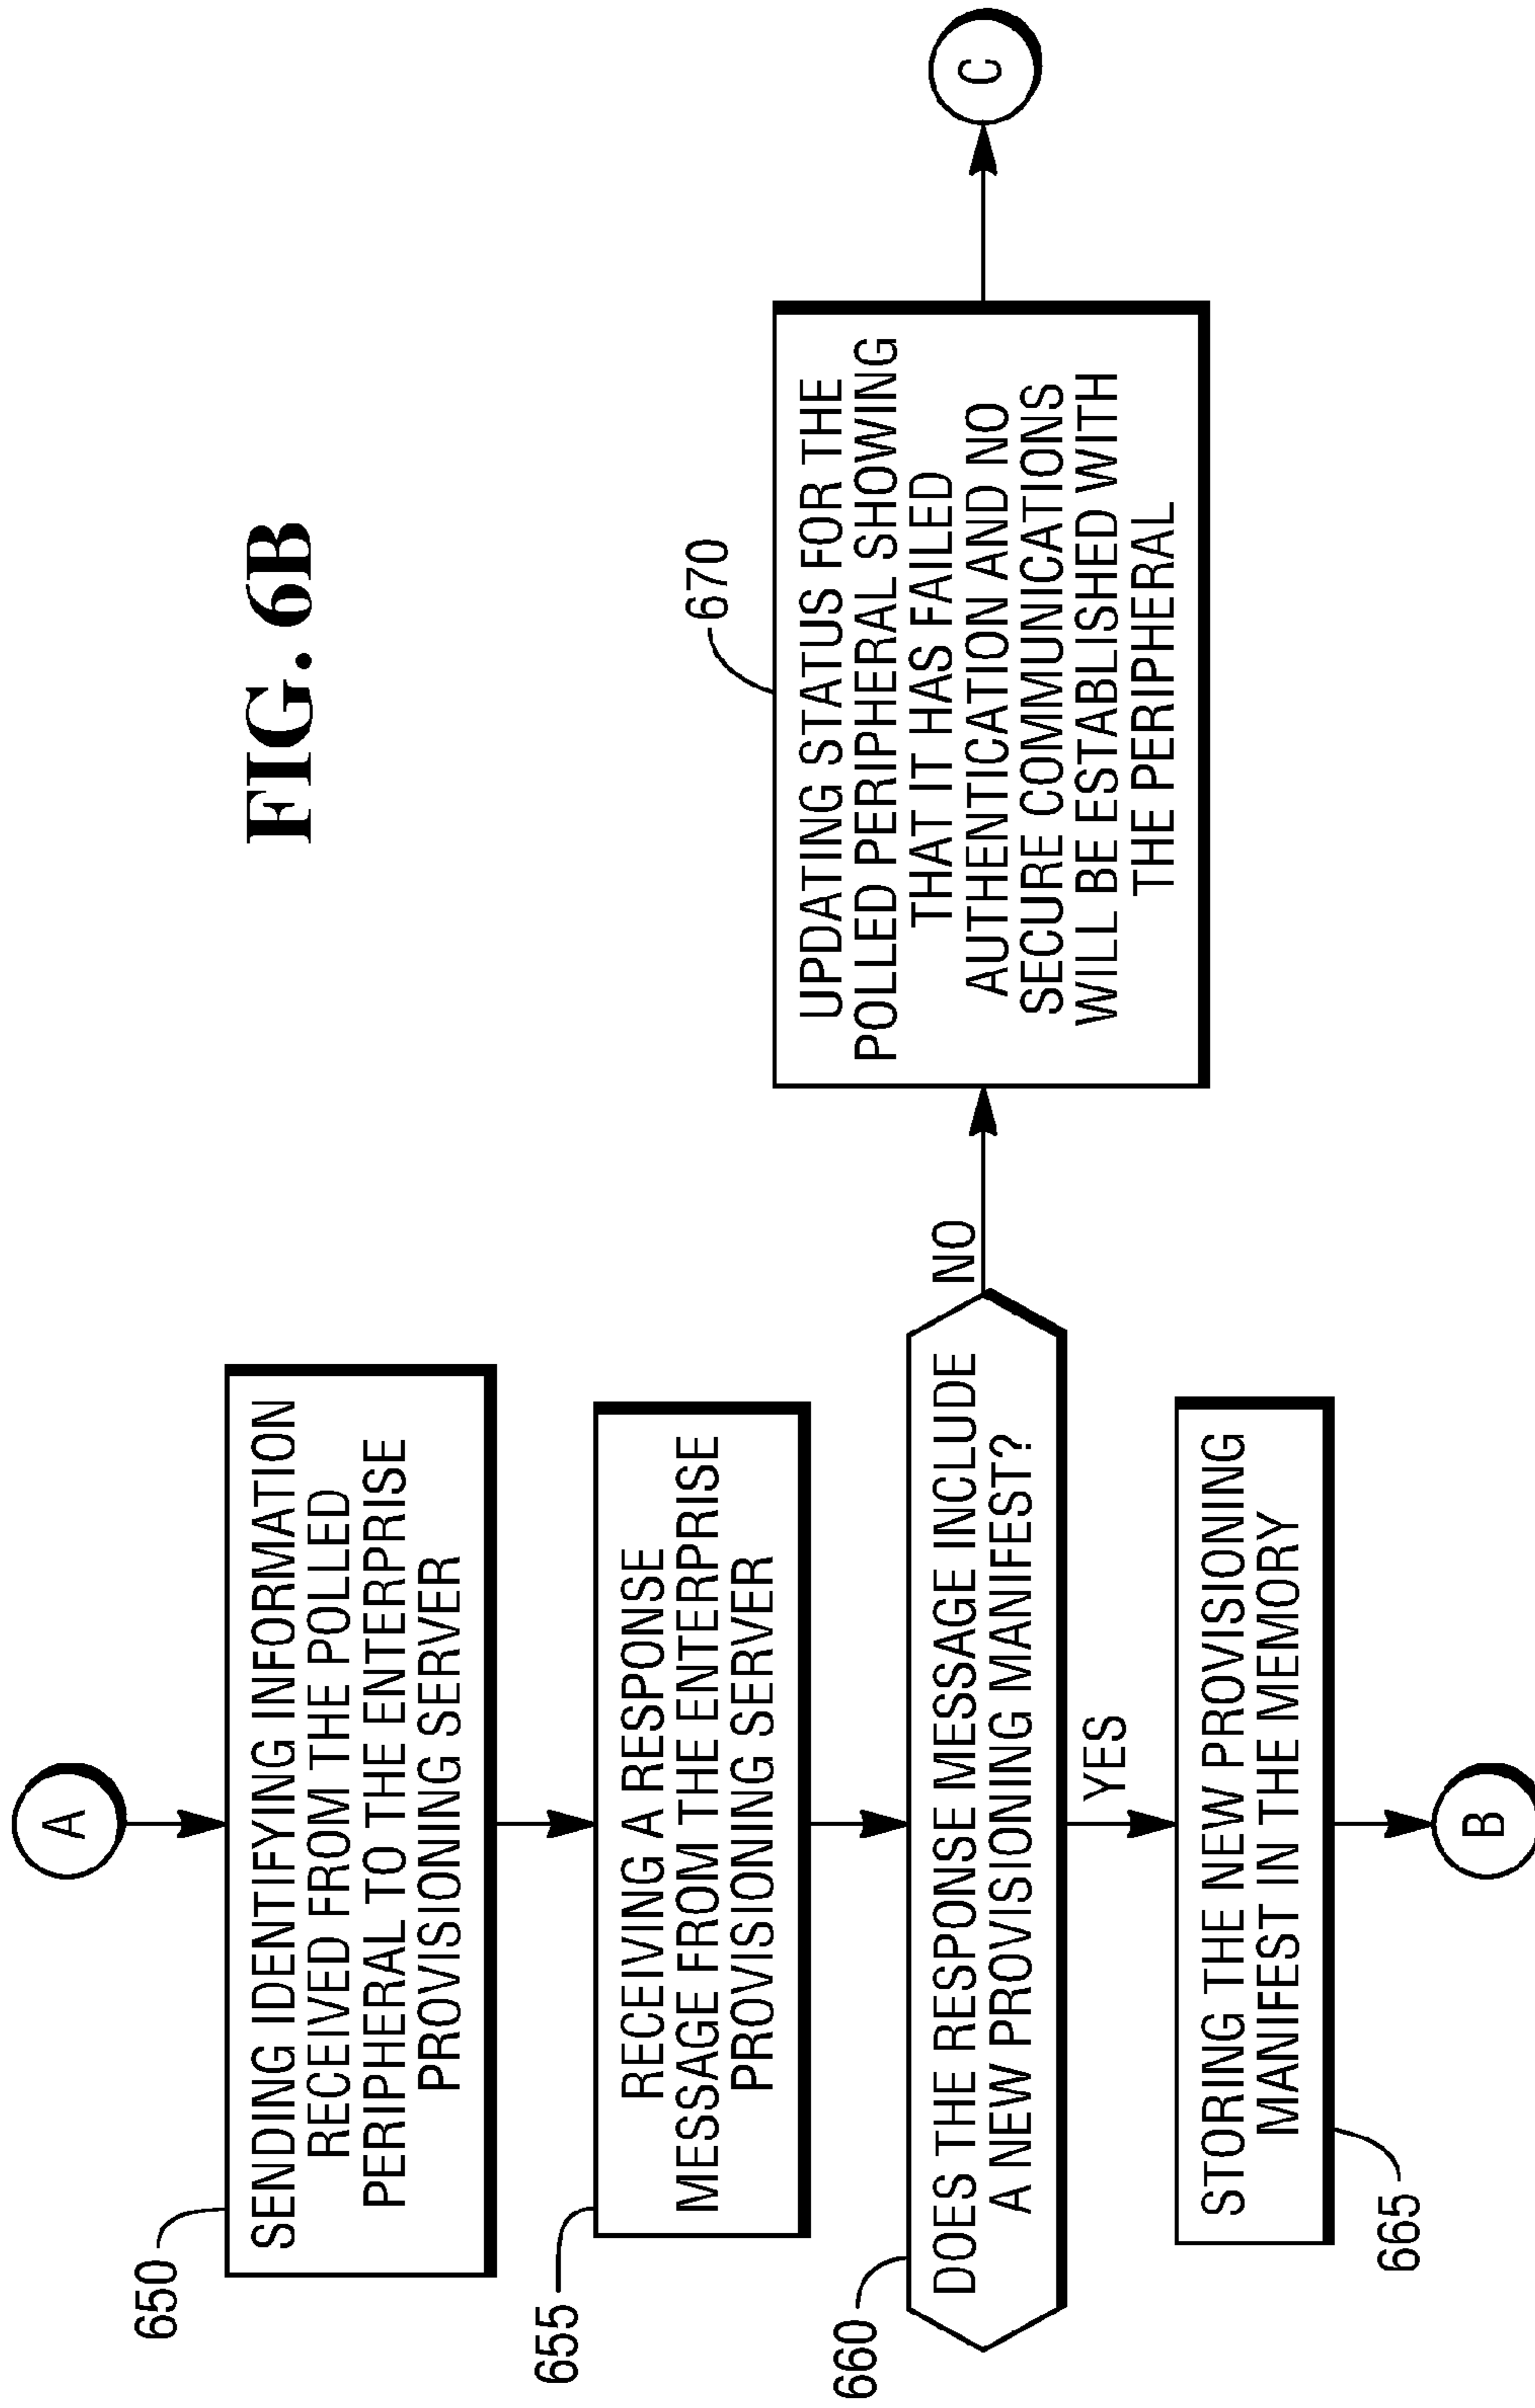 FIG. 6B
A
650
SENDING IDENTIFYING INFORMATION
RECEIVED FROM THE POLLED
PERIPHERAL TO THE ENTERPRISE
PROVISIONING SERVER
655
RECEIVING A RESPONSE
MESSAGE FROM THE ENTERPRISE
PROVISIONING SERVER
660
DOES THE RESPONSE MESSAGE INCLUDE
A NEW PROVISIONING MANIFEST?
NO
YES
670
UPDATING STATUS FOR THE
POLLED PERIPHERAL SHOWING
THAT IT HAS FAILED
AUTHENTICATION AND NO
SECURE COMMUNICATIONS
WILL BE ESTABLISHED WITH
THE PERIPHERAL
C
665
STORING THE NEW PROVISIONING
MANIFEST IN THE MEMORY
B